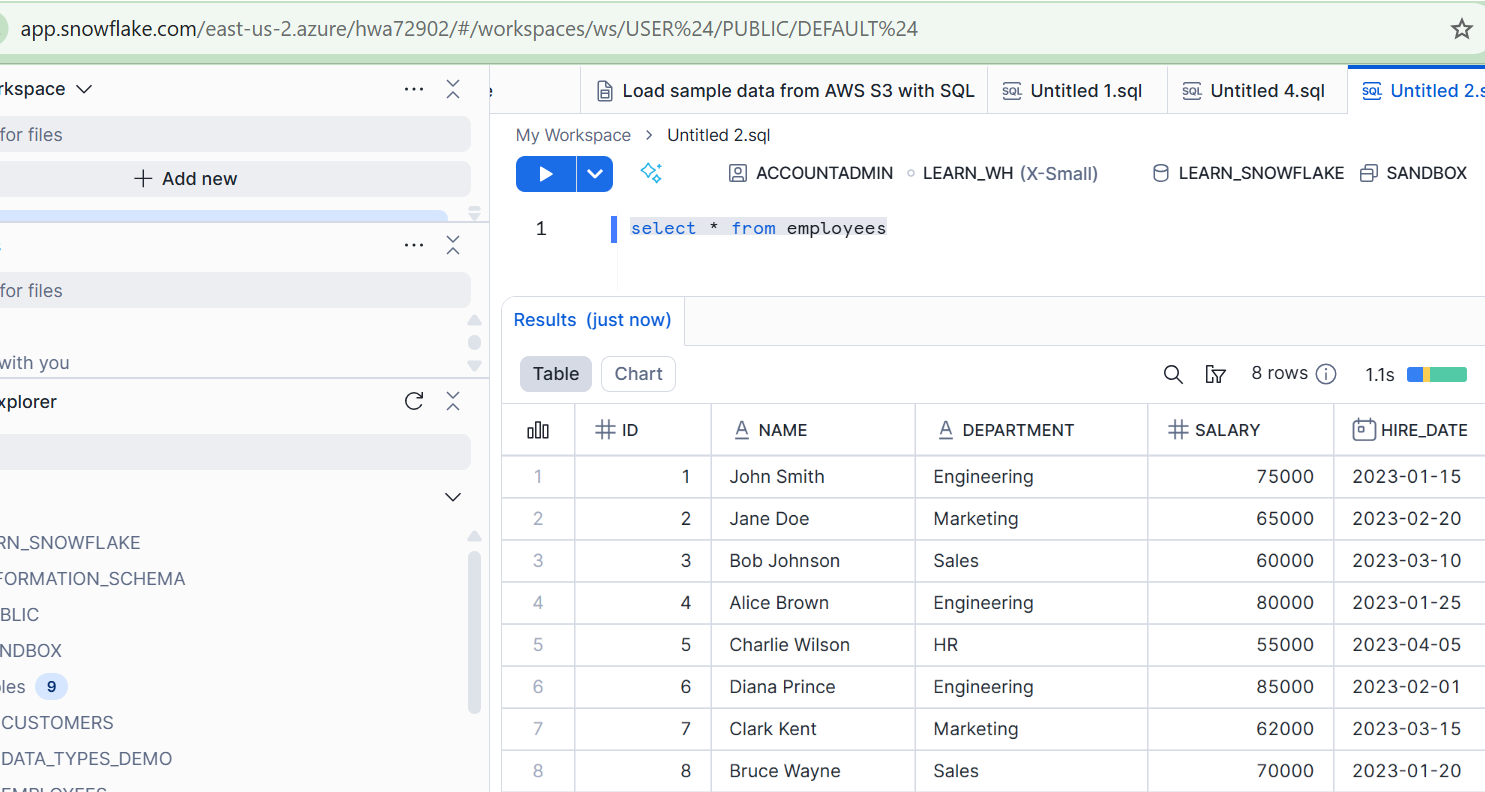 app.snowflake.com/east-us-2.azure/hwa72902/#/workspaces/ws/USER%24/PUBLIC/DEFAULT%24
rkspace
for files
Add new
for files
with you
xplorer
RN_SNOWFLAKE
FORMATION_SCHEMA
BLIC
NDBOX
les 9
CUSTOMERS
DATA_TYPES_DEMO
EMPLOYEES
Load sample data from AWS S3 with SQL
SQL Untitled 1.sql
SQL Untitled 4.sql
SQL Untitled 2.s
My Workspace > Untitled 2.sql
ACCOUNTADMIN LEARN_WH (X-Small) LEARN_SNOWFLAKE SANDBOX
1 select * from employees
Results (just now)
Table Chart 8 rows 1.1s
ID NAME DEPARTMENT SALARY HIRE_DATE
1 1 John Smith Engineering 75000 2023-01-15
2 2 Jane Doe Marketing 65000 2023-02-20
3 3 Bob Johnson Sales 60000 2023-03-10
4 4 Alice Brown Engineering 80000 2023-01-25
5 5 Charlie Wilson HR 55000 2023-04-05
6 6 Diana Prince Engineering 85000 2023-02-01
7 7 Clark Kent Marketing 62000 2023-03-15
8 8 Bruce Wayne Sales 70000 2023-01-20